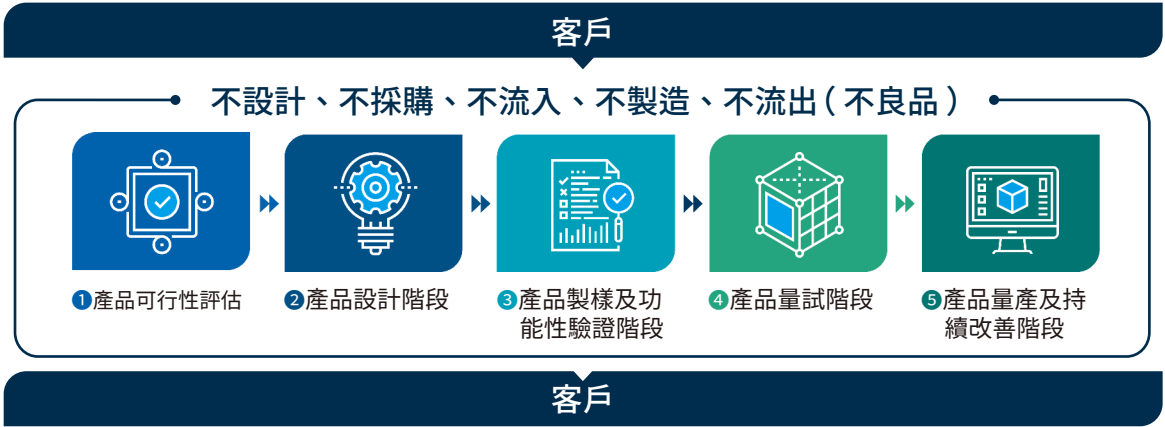 客戶
不設計、不採購、不流入、不製造、不流出(不良品)
❶產品可行性評估
❷產品設計階段
❸產品製樣及功
能性驗證階段
❹產品量試階段
❺產品量產及持
續改善階段
客戶